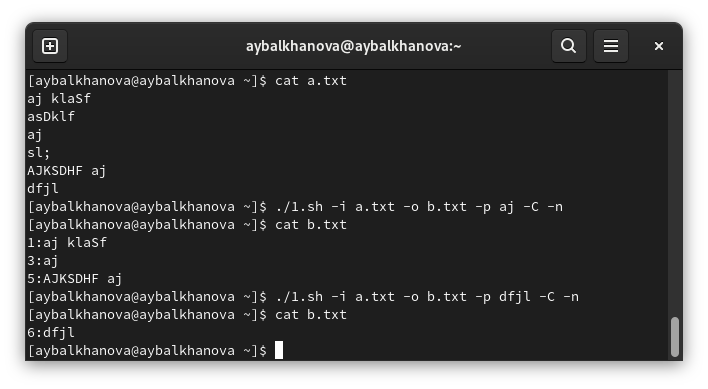 aybalkhanova@aybalkhanova:~
[aybalkhanova@aybalkhanova ~]$ cat a.txt
aj klaSf
asDklf
aj
sl;
AJKSDHF aj
dfjl
[aybalkhanova@aybalkhanova ~]$ ./1.sh -i a.txt -o b.txt -p aj -C -n
[aybalkhanova@aybalkhanova ~]$ cat b.txt
1:aj klaSf
3:aj
5:AJKSDHF aj
[aybalkhanova@aybalkhanova ~]$ ./1.sh -i a.txt -o b.txt -p dfjl -C -n
[aybalkhanova@aybalkhanova ~]$ cat b.txt
6:dfjl
[aybalkhanova@aybalkhanova ~]$